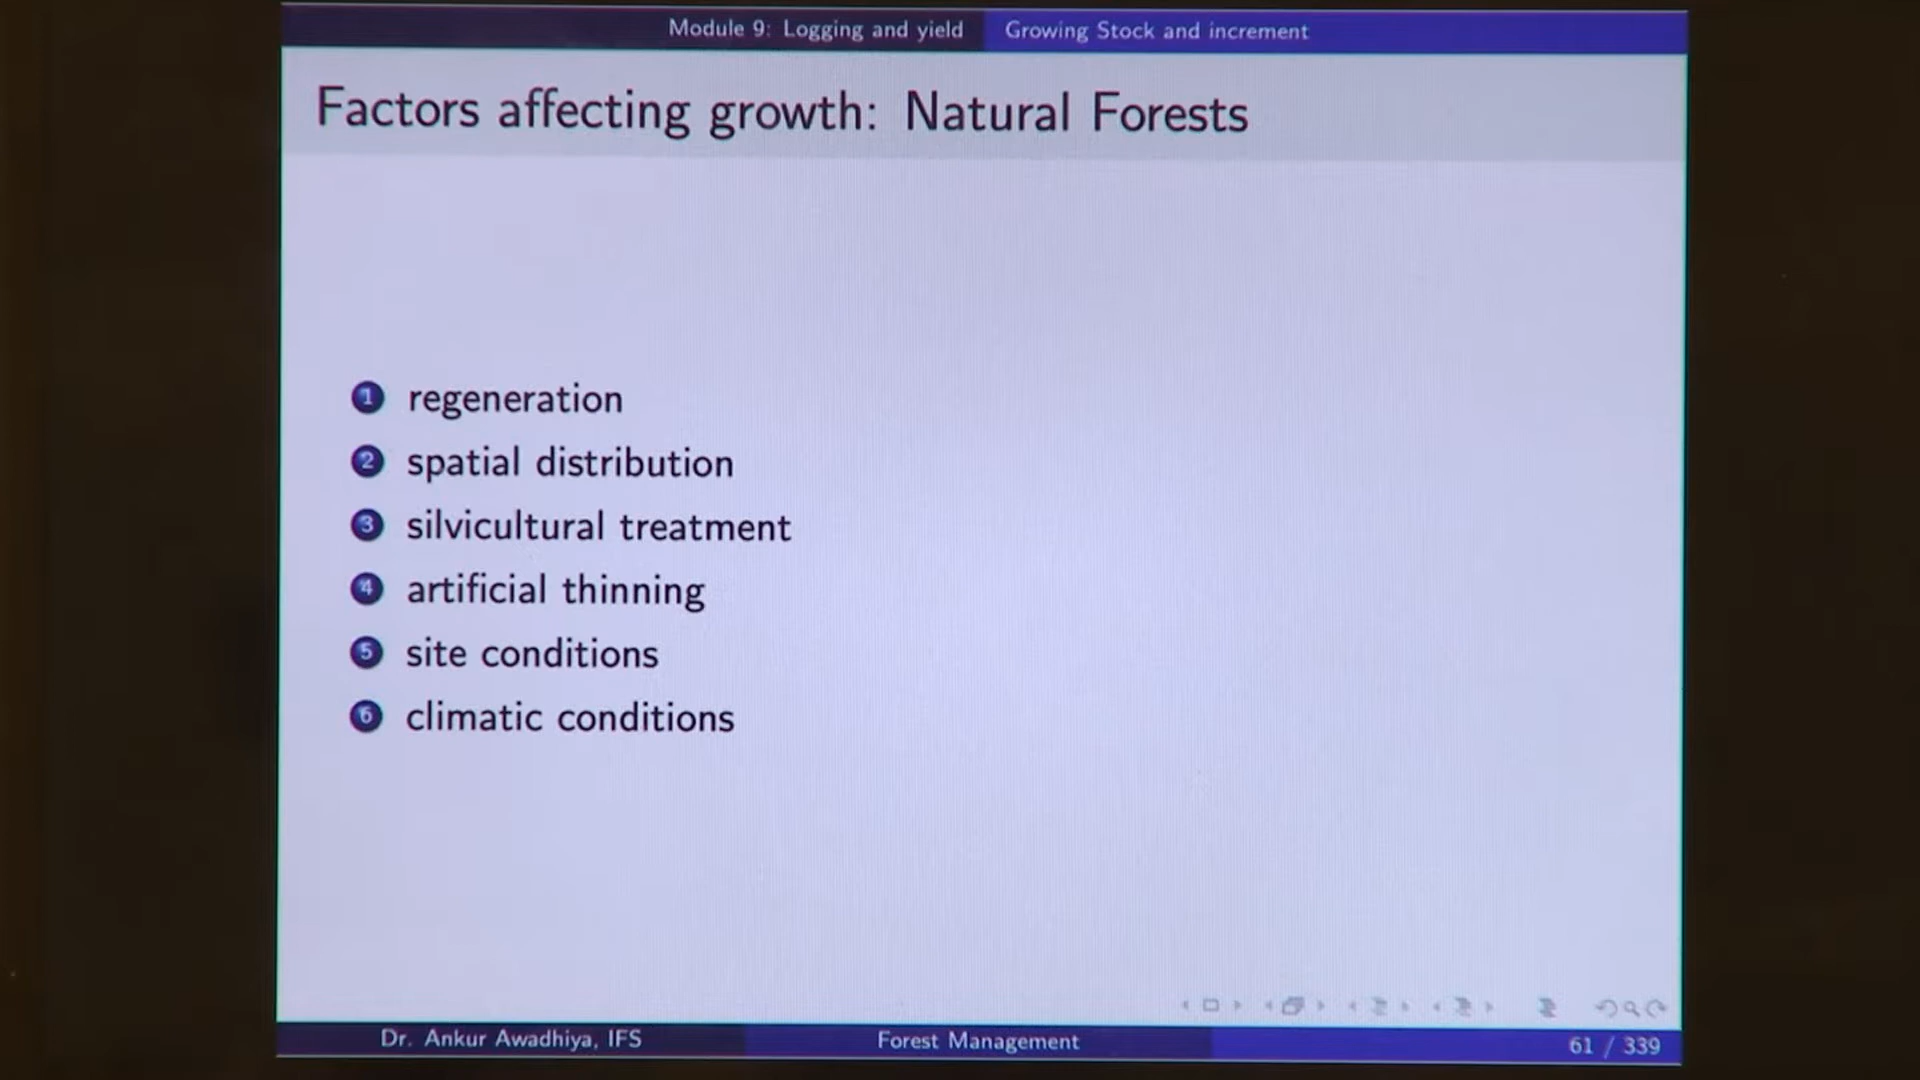 Module 9: Logging and yield Growing Stock and increment
Factors affecting growth: Natural Forests
1 regeneration
2 spatial distribution
3 silvicultural treatment
4 artificial thinning
5 site conditions
6 climatic conditions
Dr. Ankur Awadhiya, IFS Forest Management 61 / 339